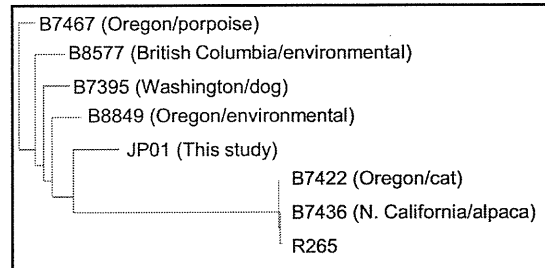 B7467 (Oregon/porpoise)
B8577 (British Columbia/environmental)
B7395 (Washington/dog)
B8849 (Oregon/environmental)
JP01 (This study)
B7422 (Oregon/cat)
B7436 (N. California/alpaca)
R265